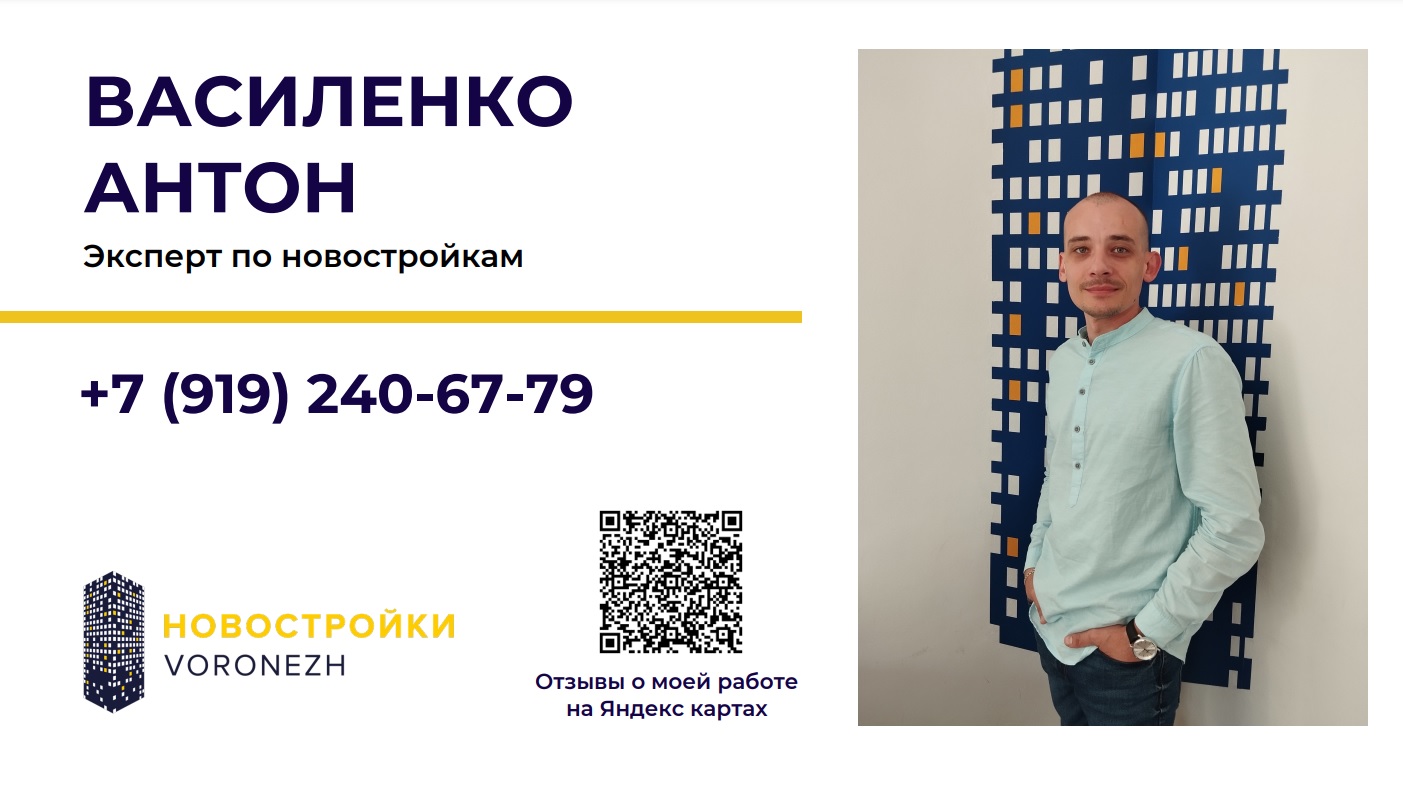 ВАСИЛЕНКО
АНТОН
Эксперт по новостройкам
+7 (919) 240-67-79
НОВОСТРОЙКИ
VORONEZH
Отзывы о моей работе
на Яндекс картах